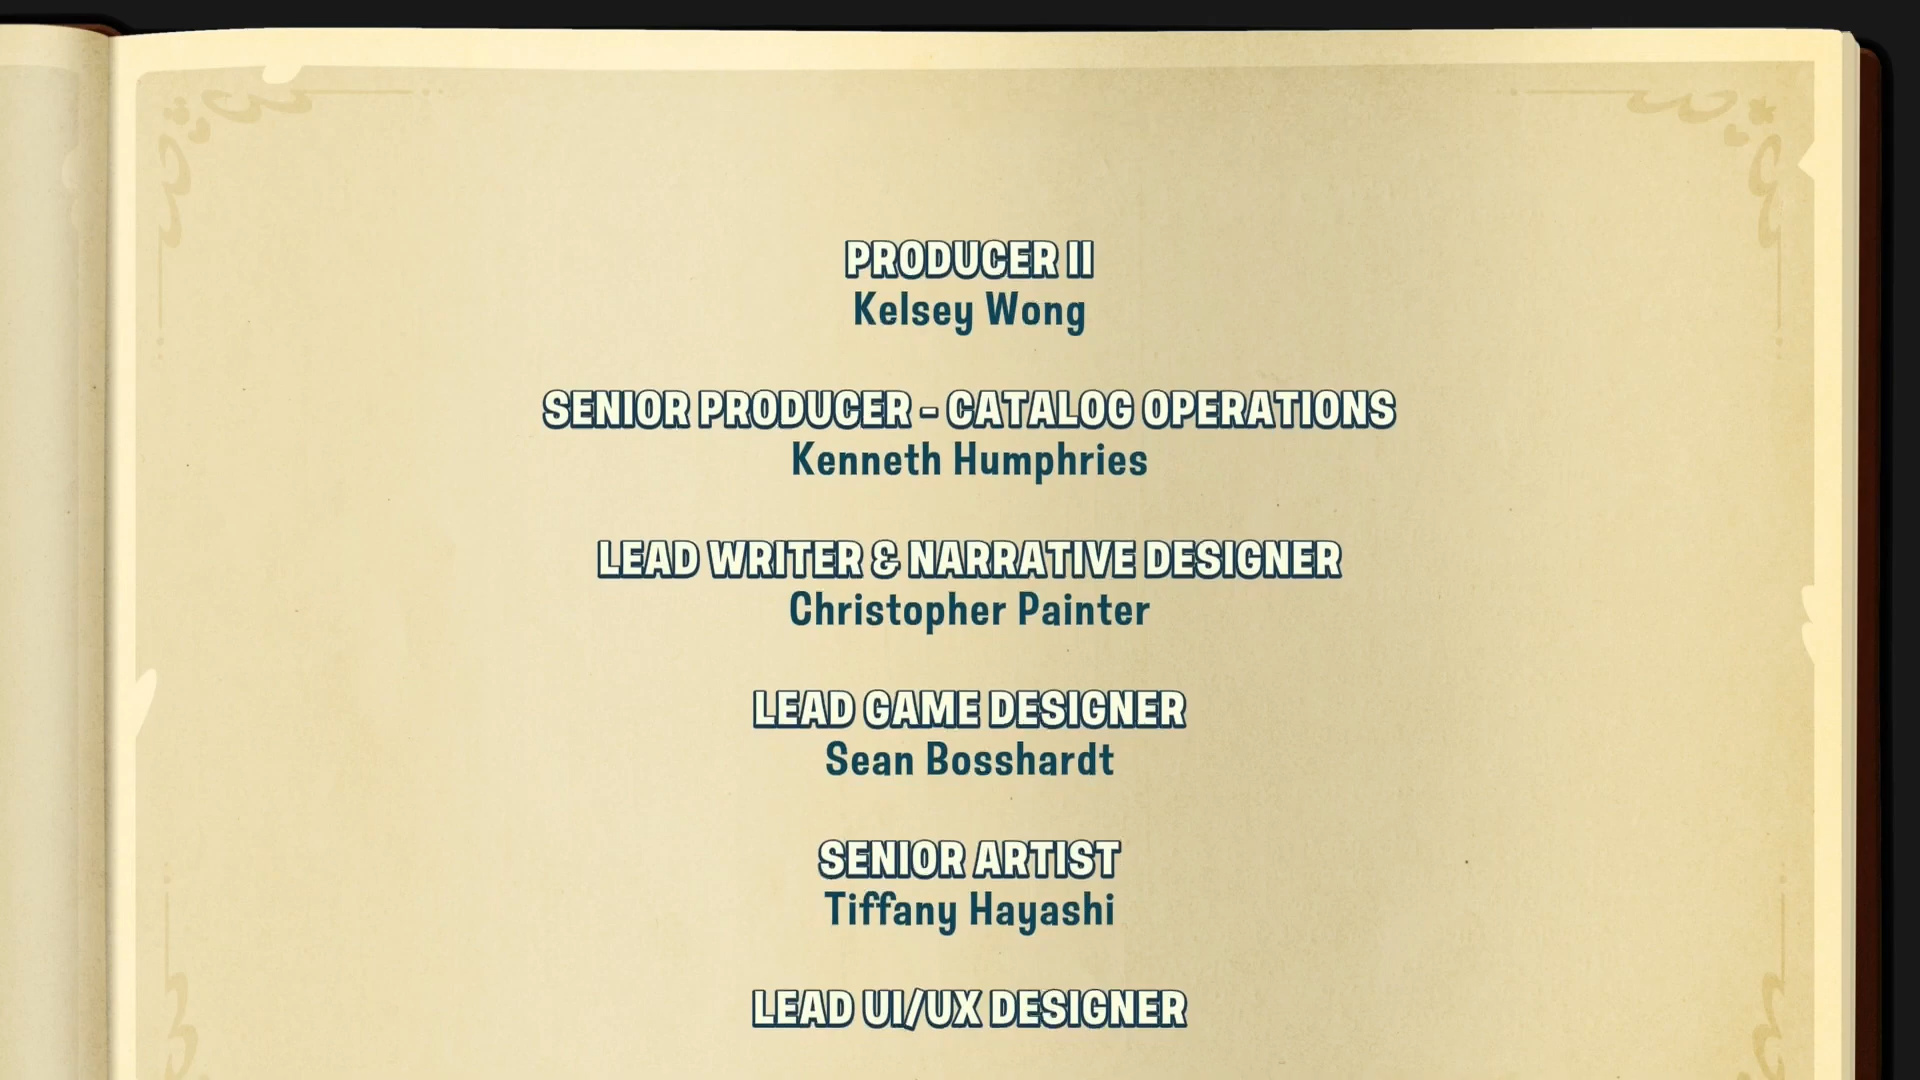 PRODUCER II
Kelsey Wong
SENIOR PRODUCER - CATALOG OPERATIONS
Kenneth Humphries
LEAD WRITER & NARRATIVE DESIGNER
Christopher Painter
LEAD GAME DESIGNER
Sean Bosshardt
SENIOR ARTIST
Tiffany Hayashi
LEAD UI/UX DESIGNER